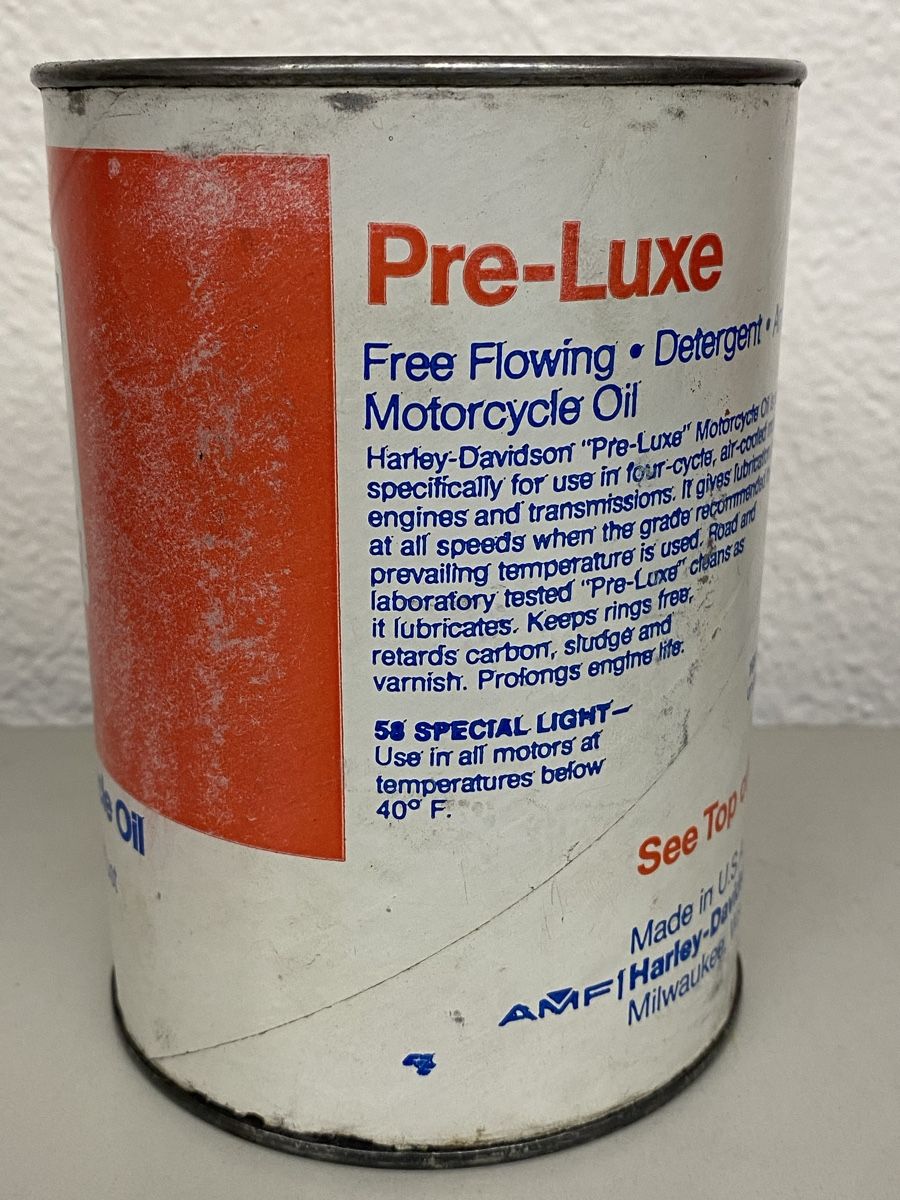 Pre-Luxe
Free Flowing • Detergent •
Motorcycle Oil
Harley-Davidson "Pre-Luxe" Motorcycle Oil is
specifically for use in four-cycle, air-cooled
engines and transmissions. It gives
at all speeds when the grade recommended
prevailing temperature is used. Road and
laboratory tested "Pre-Luxe" cleans as
it lubricates. Keeps rings free,
retards carbon, sludge and
varnish. Prolongs engine life.
58 SPECIAL LIGHT—
Use in all motors at
temperatures below
40° F.
Oil
See Top
Made in U.S.
AMF Harley-Davidson
Milwaukee,